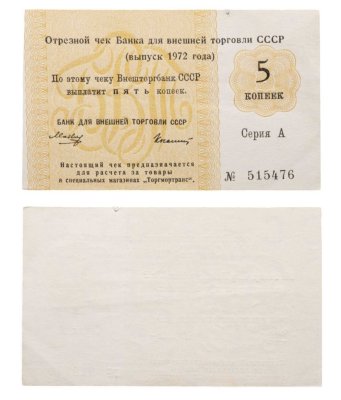 Отрезной чек Банка для внешней торговли СССР
(выпуск 1972 года)
По этому чеку Внешторгбанк СССР
выплатит пять копеек.
5
КОПЕЕК
БАНК ДЛЯ ВНЕШНЕЙ ТОРГОВЛИ СССР
Серия А
Настоящий чек предназначается
для расчета за товары
в специальных магазинах „Торгмортранс".
№ 515476